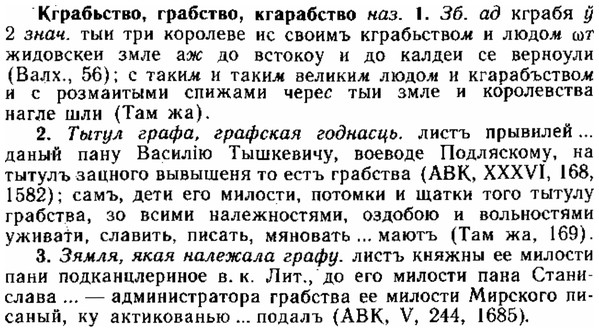 Кграбьство, грабство, кгарабство наз. 1. Зб. ад кграбя ў
2 знач. тыи три королеве ис своимъ кграбьством и людом ѡт
жидовскеи змле аж до встокоу и до калдеи се верноули
(Валх., 56); с таким и таким великим людом и кгарабъством
и с розмаитыми спижами черес тыи змле и королевства
нагле шли (Там жа).
2. Тытул графа, графская годнасць. листъ прывилей ...
даный пану Василію Тышкевичу, воеводе Подляскому, на
тытулъ зацного вывышеня то есть грабства (АВК, XXXVI, 168,
1582); самъ, дети его милости, потомки и щатки того тытулу
грабства, зо всими належностями, оздобою и вольностями
уживати, славить, писать, мяновать ... маютъ (Там жа, 169).
3. Зямля, якая належала графу. листъ княжны ее милости
пани подканцлериное в. к. Лит., до его милости пана Стани-
слава ... — администратора грабства ее милости Мирского пи-
саный, ку актикованью ... подалъ (АВК, V, 244, 1685).